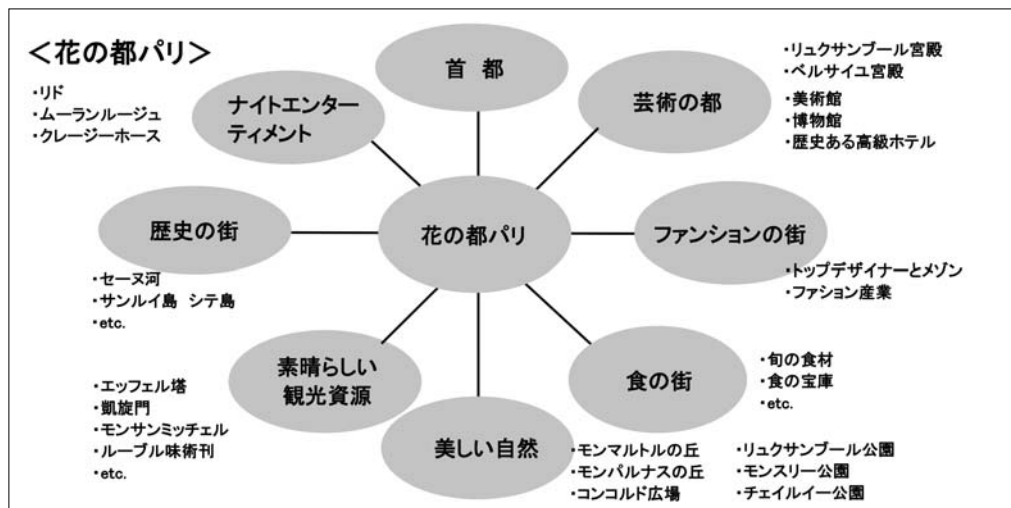 ＜花の都パリ＞
・リド
・ムーランルージュ
・クレージーホース
ナイトエンター
ティメント
首 都
芸術の都
・リュクサンブール宮殿
・ベルサイユ宮殿
・美術館
・博物館
・歴史ある高級ホテル
歴史の街
・セーヌ河
・サンルイ島 シテ島
・etc.
花の都パリ
ファンションの街
・トップデザイナーとメゾン
・ファション産業
素晴らしい
観光資源
・エッフェル塔
・凱旋門
・モンサンミッチェル
・ルーブル味術刊
・etc.
美しい自然
・モンマルトルの丘
・モンパルナスの丘
・コンコルド広場
・リュクサンブール公園
・モンスリー公園
・チェイルイー公園
食の街
・旬の食材
・食の宝庫
・etc.